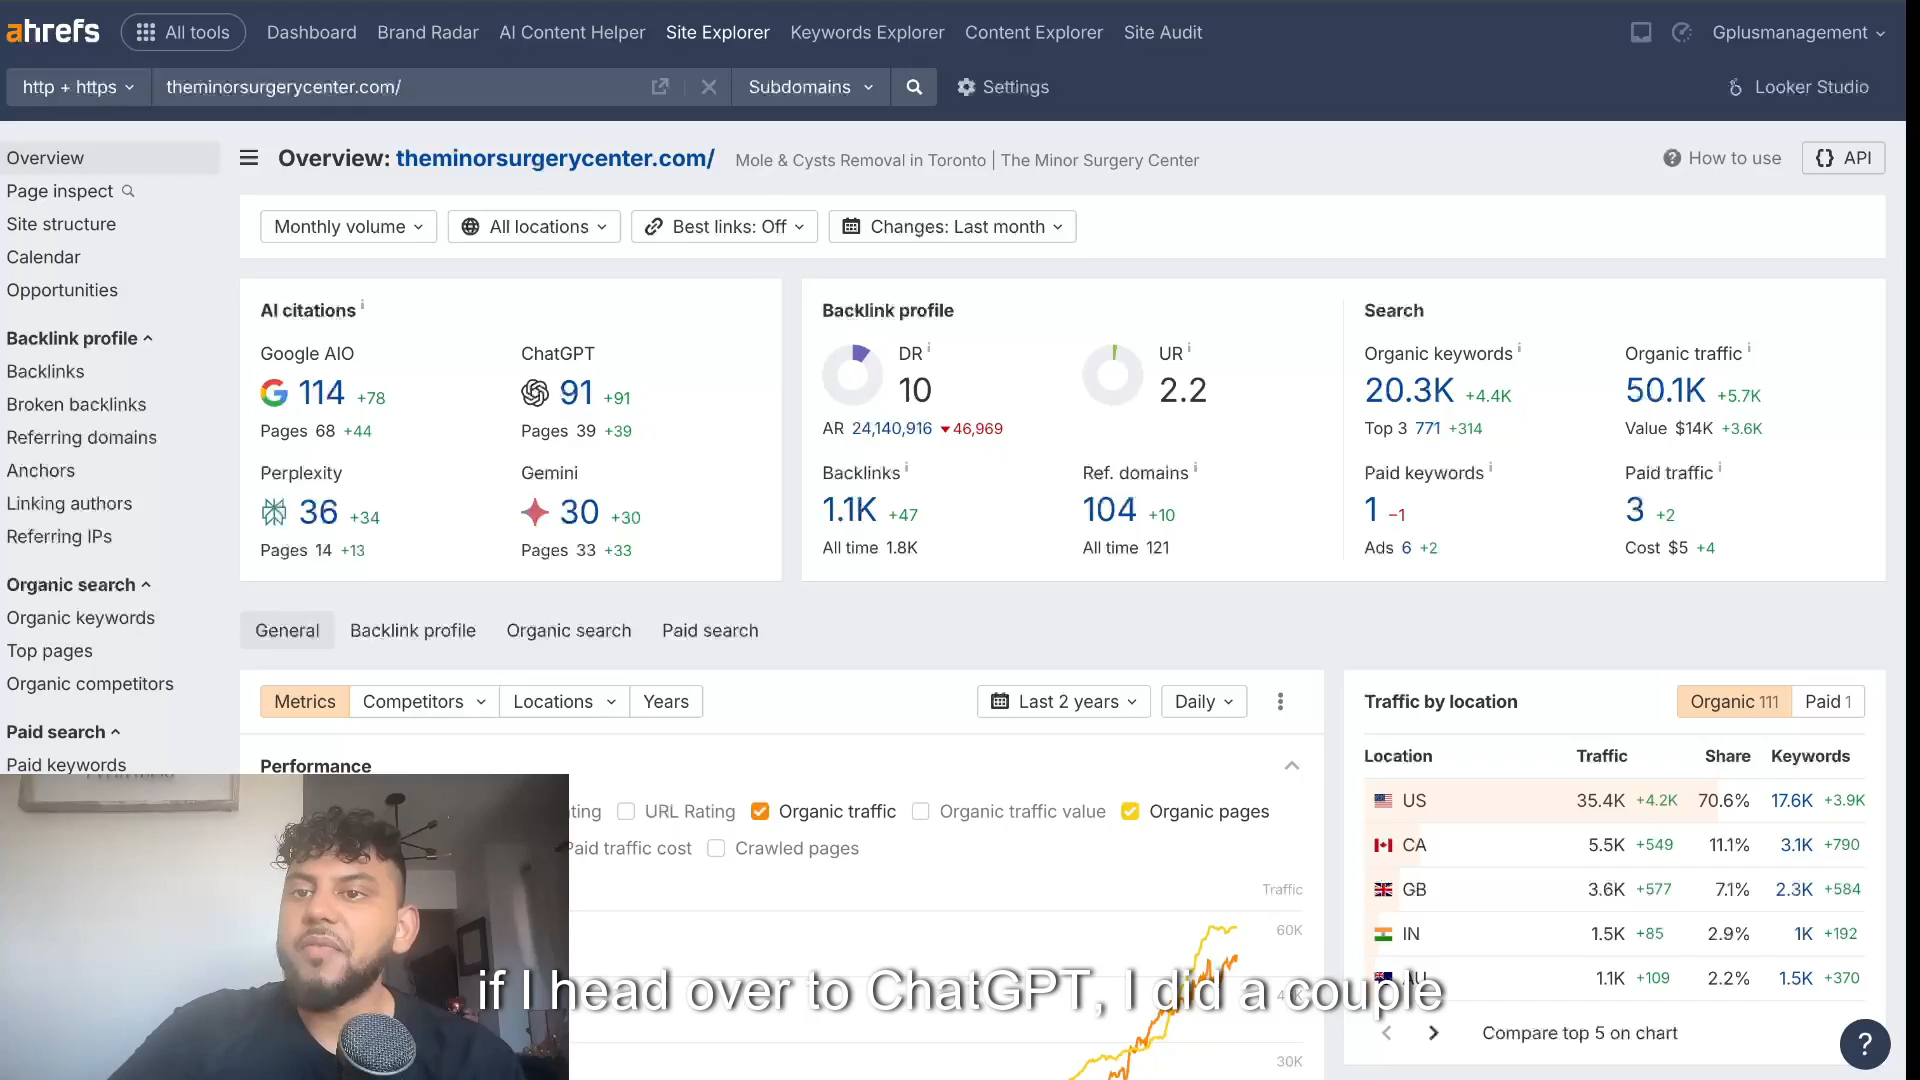 ahrefs
All tools
Dashboard
Brand Radar
AI Content Helper
Site Explorer
Keywords Explorer
Content Explorer
Site Audit
Gplusmanagement
http + https
theminorsurgerycenter.com/
Subdomains
Settings
Looker Studio
Overview
Page inspect
Site structure
Calendar
Opportunities
Backlink profile
Backlinks
Broken backlinks
Referring domains
Anchors
Linking authors
Referring IPs
Organic search
Organic keywords
Top pages
Organic competitors
Paid search
Paid keywords
Overview: theminorsurgerycenter.com/
Mole & Cysts Removal in Toronto | The Minor Surgery Center
How to use
{} API
Monthly volume
All locations
Best links: Off
Changes: Last month
AI citations
Google AIO
114 +78
Pages 68 +44
ChatGPT
91 +91
Pages 39 +39
Perplexity
36 +34
Pages 14 +13
Gemini
30 +30
Pages 33 +33
Backlink profile
DR
10
AR 24,140,916 46,969
UR
2.2
Backlinks
1.1K +47
All time 1.8K
Ref. domains
104 +10
All time 121
Search
Organic keywords
20.3K +4.4K
Top 3 771 +314
Organic traffic
50.1K +5.7K
Value $14K +3.6K
Paid keywords
1 −1
Ads 6 +2
Paid traffic
3 +2
Cost $5 +4
General
Backlink profile
Organic search
Paid search
Metrics
Competitors
Locations
Years
Last 2 years
Daily
Performance
URL Rating
Organic traffic
Organic traffic value
Organic pages
Paid traffic cost
Crawled pages
Traffic
60K
30K
Traffic by location
Organic 111
Paid 1
Location Traffic Share Keywords
US 35.4K +4.2K 70.6% 17.6K +3.9K
CA 5.5K +549 11.1% 3.1K +790
GB 3.6K +577 7.1% 2.3K +584
IN 1.5K +85 2.9% 1K +192
AU 1.1K +109 2.2% 1.5K +370
Compare top 5 on chart
?
if I head over to ChatGPT, I did a couple